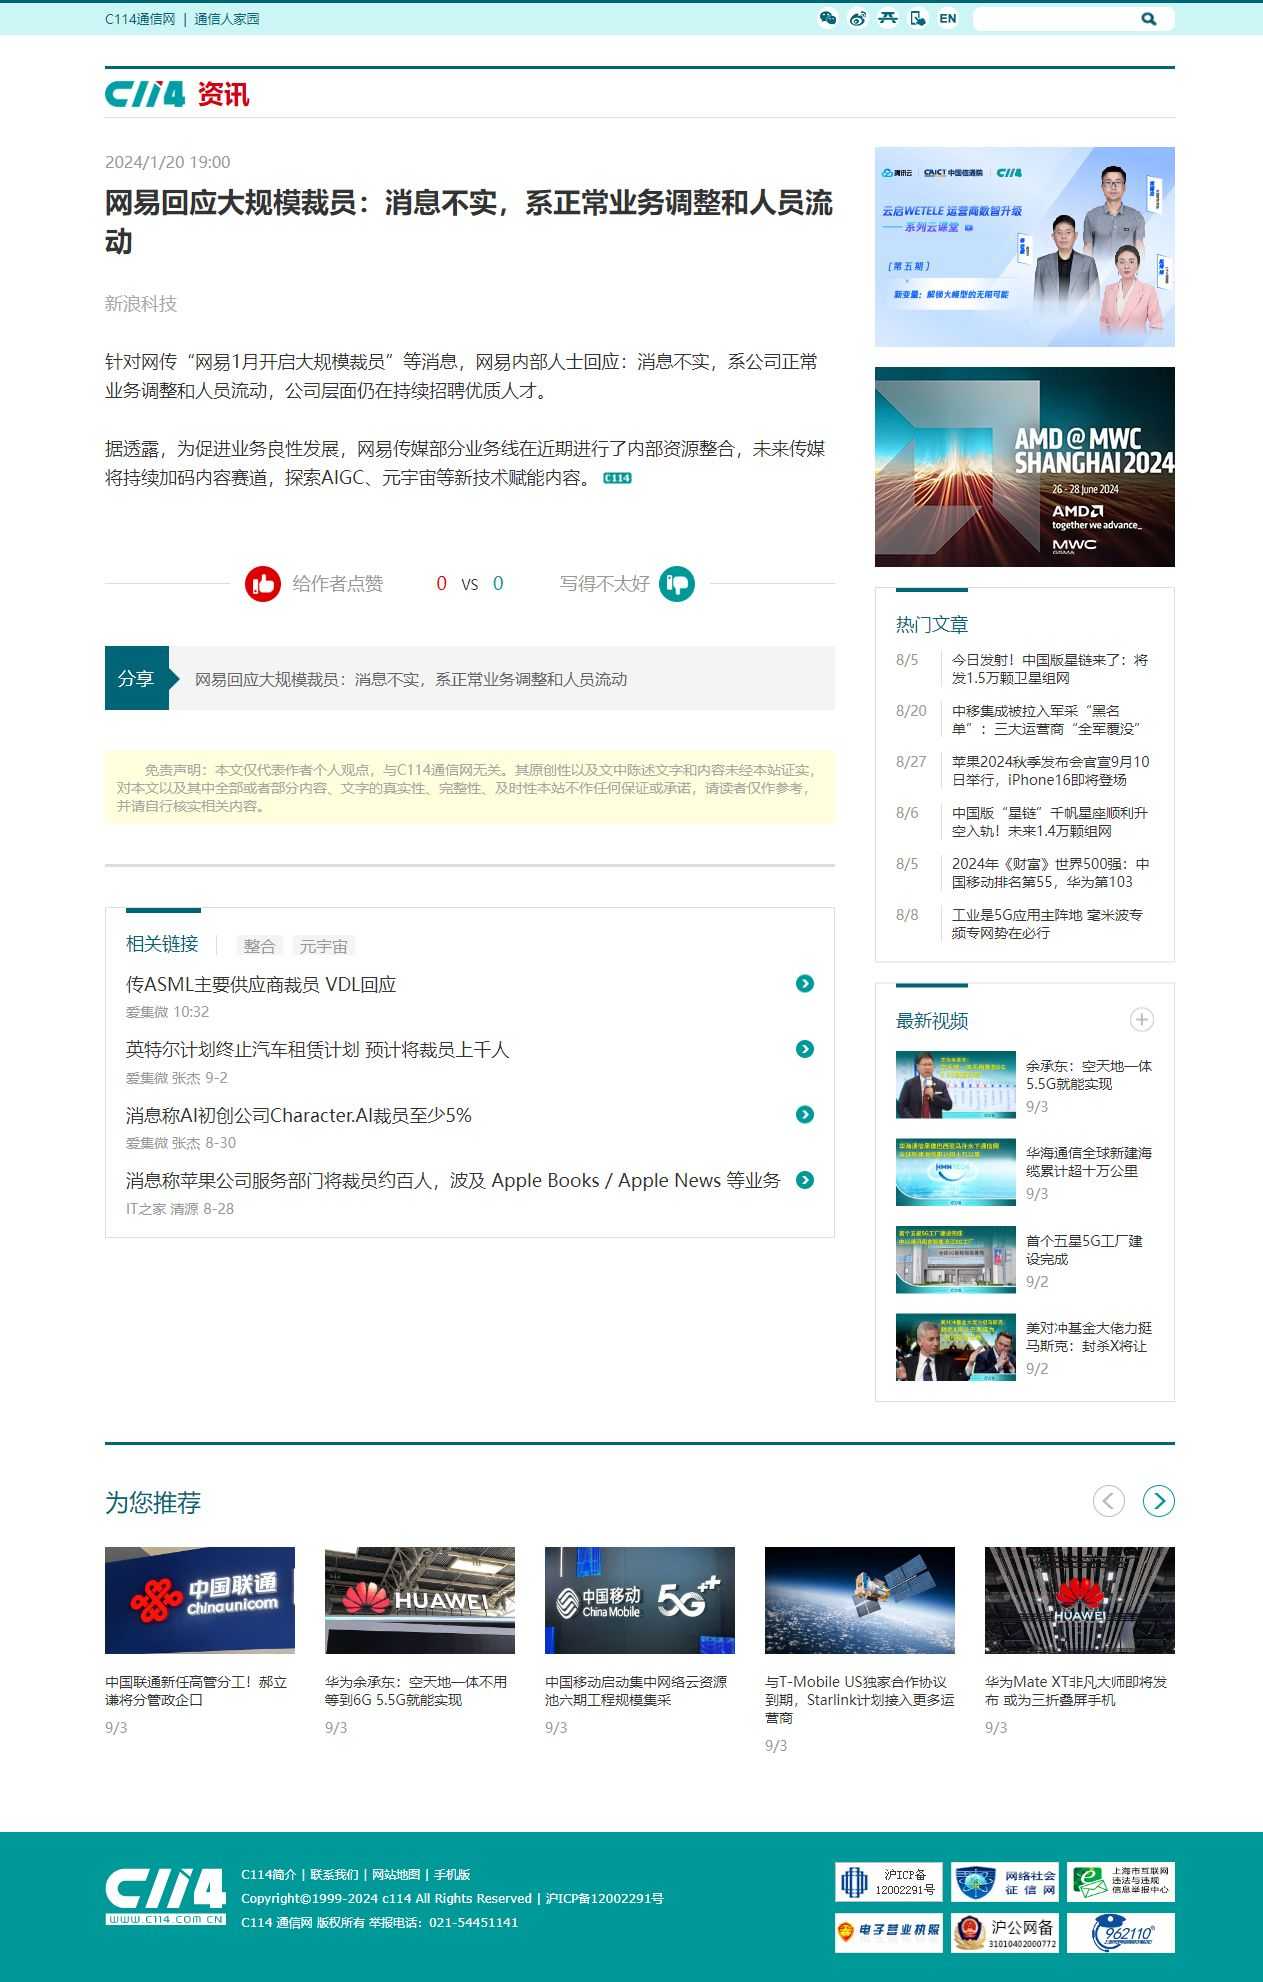 C114通信网 | 通信人家园
EN
C114 资讯
2024/1/20 19:00
网易回应大规模裁员：消息不实，系正常业务调整和人员流
动
新浪科技
针对网传“网易1月开启大规模裁员”等消息，网易内部人士回应：消息不实，系公司正常
业务调整和人员流动，公司层面仍在持续招聘优质人才。
据透露，为促进业务良性发展，网易传媒部分业务线在近期进行了内部资源整合，未来传媒
将持续加码内容赛道，探索AIGC、元宇宙等新技术赋能内容。 C114
给作者点赞 0 VS 0 写得不太好
分享 网易回应大规模裁员：消息不实，系正常业务调整和人员流动
免责声明：本文仅代表作者个人观点，与C114通信网无关。其原创性以及文中陈述文字和内容未经本站证实，
对本文以及其中全部或者部分内容、文字的真实性、完整性、及时性本站不作任何保证或承诺，请读者仅作参考，
并请自行核实相关内容。
相关链接 整合 元宇宙
传ASML主要供应商裁员 VDL回应
爱集微 10:32
英特尔计划终止汽车租赁计划 预计将裁员上千人
爱集微 张杰 9-2
消息称AI初创公司Character.AI裁员至少5%
爱集微 张杰 8-30
消息称苹果公司服务部门将裁员约百人，波及 Apple Books / Apple News 等业务
IT之家 清源 8-28
腾讯云 CAICT 中国信通院 C114
云启WETELE 运营商数智升级
系列云课堂
（第五期）
新变量：解锁大模型的无限可能
AMD @ MWC
SHANGHAI 2024
26 - 28 June 2024
AMD
together we advance_
MWC
GSMA
热门文章
8/5 今日发射！中国版星链来了：将
发1.5万颗卫星组网
8/20 中移集成被拉入军采“黑名
单”：三大运营商“全军覆没”
8/27 苹果2024秋季发布会官宣9月10
日举行，iPhone16即将登场
8/6 中国版“星链”千帆星座顺利升
空入轨！未来1.4万颗组网
8/5 2024年《财富》世界500强：中
国移动排名第55，华为第103
8/8 工业是5G应用主阵地 毫米波专
频专网势在必行
最新视频
余承东：空天地一体
5.5G就能实现
9/3
华海通信全球新建海
缆累计超十万公里
9/3
首个五星5G工厂建
设完成
9/2
美对冲基金大佬力挺
马斯克：封杀X将让
9/2
为您推荐
中国联通
China unicom
HUAWEI
中国移动
China Mobile
5G++
HUAWEI
中国联通新任高管分工！郝立
谦将分管政企口
9/3
华为余承东：空天地一体不用
等到6G 5.5G就能实现
9/3
中国移动启动集中网络云资源
池六期工程规模集采
9/3
与T-Mobile US独家合作协议
到期，Starlink计划接入更多运
营商
9/3
华为Mate XT非凡大师即将发
布 或为三折叠屏手机
9/3
C114
WWW.C114.COM.CN
C114简介 | 联系我们 | 网站地图 | 手机版
Copyright©1999-2024 c114 All Rights Reserved | 沪ICP备12002291号
C114 通信网 版权所有 举报电话：021-54451141
沪ICP备
12002291号
网络社会
征信网
上海市互联网
违法与违规
信息举报中心
电子营业执照
沪公网备
31010402000772
962110